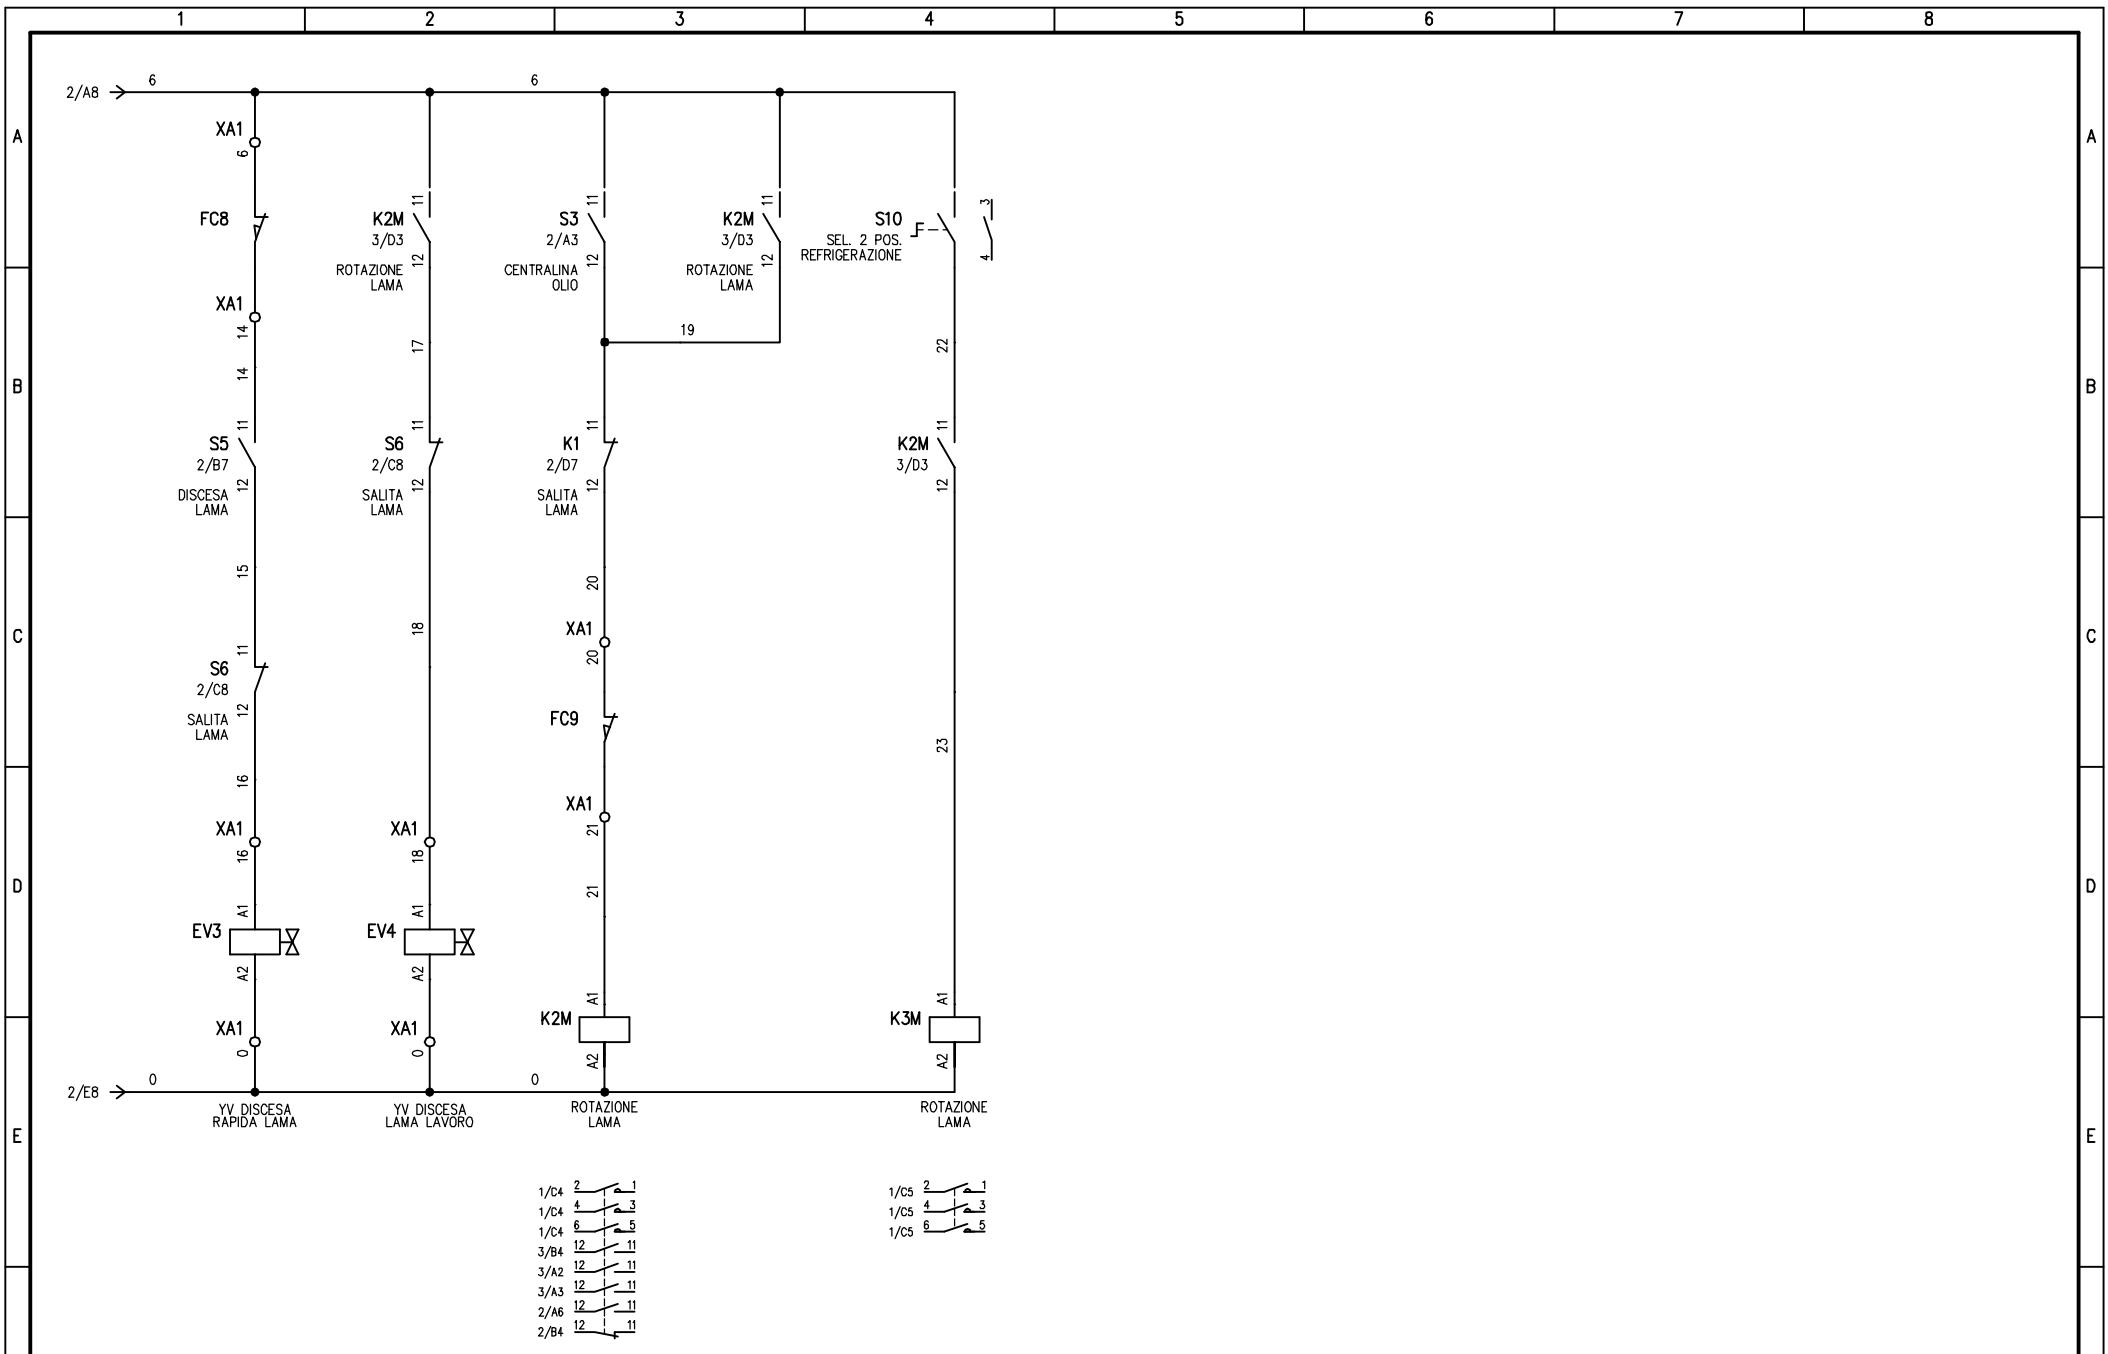 1 2 3 4 5 6 7 8
2/A8 6 6
A A
XA1
6
FC8
K2M 11
3/D3
12
ROTAZIONE
LAMA
S3 11
2/A3
12
CENTRALINA
OLIO
K2M 11
3/D3
12
ROTAZIONE
LAMA
S10
SEL. 2 POS.
REFRIGERAZIONE
3
4
XA1
14
14
17
19
22
B B
S5 11
2/B7
12
DISCESA
LAMA
S6 11
2/C8
12
SALITA
LAMA
K1 11
2/D7
12
SALITA
LAMA
K2M 11
3/D3
12
15
18
20
XA1
20
C C
S6 11
2/C8
12
SALITA
LAMA
FC9
23
16
XA1
16
XA1
18
XA1
21
21
D D
EV3 A1
A2
EV4 A1
A2
K2M A1
A2
K3M A1
A2
XA1
0
XA1
0
2/E8 0 0
YV DISCESA
RAPIDA LAMA
YV DISCESA
LAMA LAVORO
ROTAZIONE
LAMA
ROTAZIONE
LAMA
E E
1/C4 2 1
1/C4 4 3
1/C4 6 5
3/B4 12 11
3/A2 12 11
3/A3 12 11
2/A6 12 11
2/B4 12 11
1/C5 2 1
1/C5 4 3
1/C5 6 5